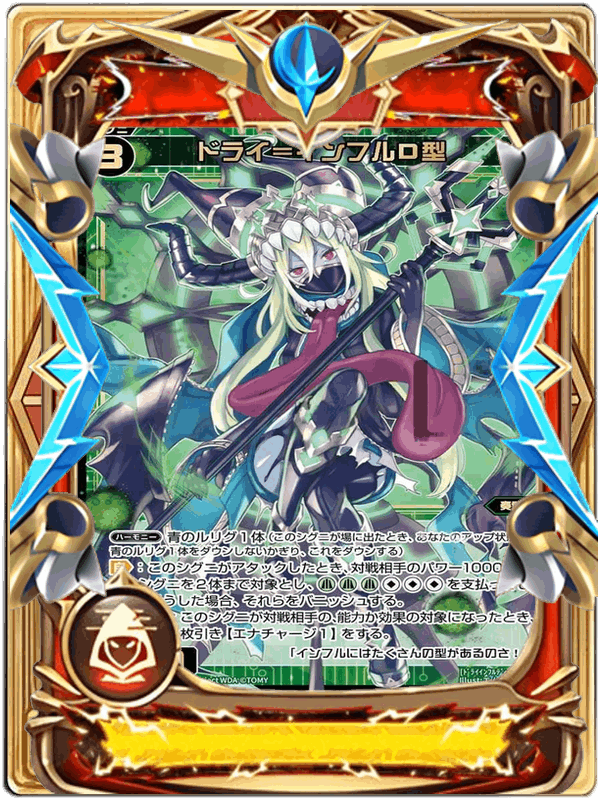 3
ドライ=インフルロ型
ハーモニー 青のルリグ1体(このシグニが場に出たとき、あなたのアップ状
青のルリグ1体をダウンしないかぎり、これをダウンする)
:このシグニがアタックしたとき、対戦相手のパワー1000
ングニを2体まで対象とし、を支払
うした場合、それらをバニッシュする。
このシグニが対戦相手の、能力か効果の対象になったとき
枚引き【エナチャージ1】をする。
「インフルにはたくさんの型があるのさ!
ct WDA ©TOMY
Illust: